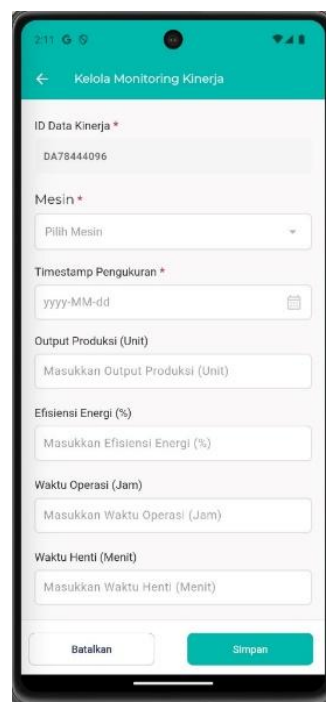 2:11 G
Kelola Monitoring Kinerja
ID Data Kinerja *
DA78444096
Mesin *
Pilih Mesin
Timestamp Pengukuran *
yyyy-MM-dd
Output Produksi (Unit)
Masukkan Output Produksi (Unit)
Efisiensi Energi (%)
Masukkan Efisiensi Energi (%)
Waktu Operasi (Jam)
Masukkan Waktu Operasi (Jam)
Waktu Henti (Menit)
Masukkan Waktu Henti (Menit)
Batalkan Simpan